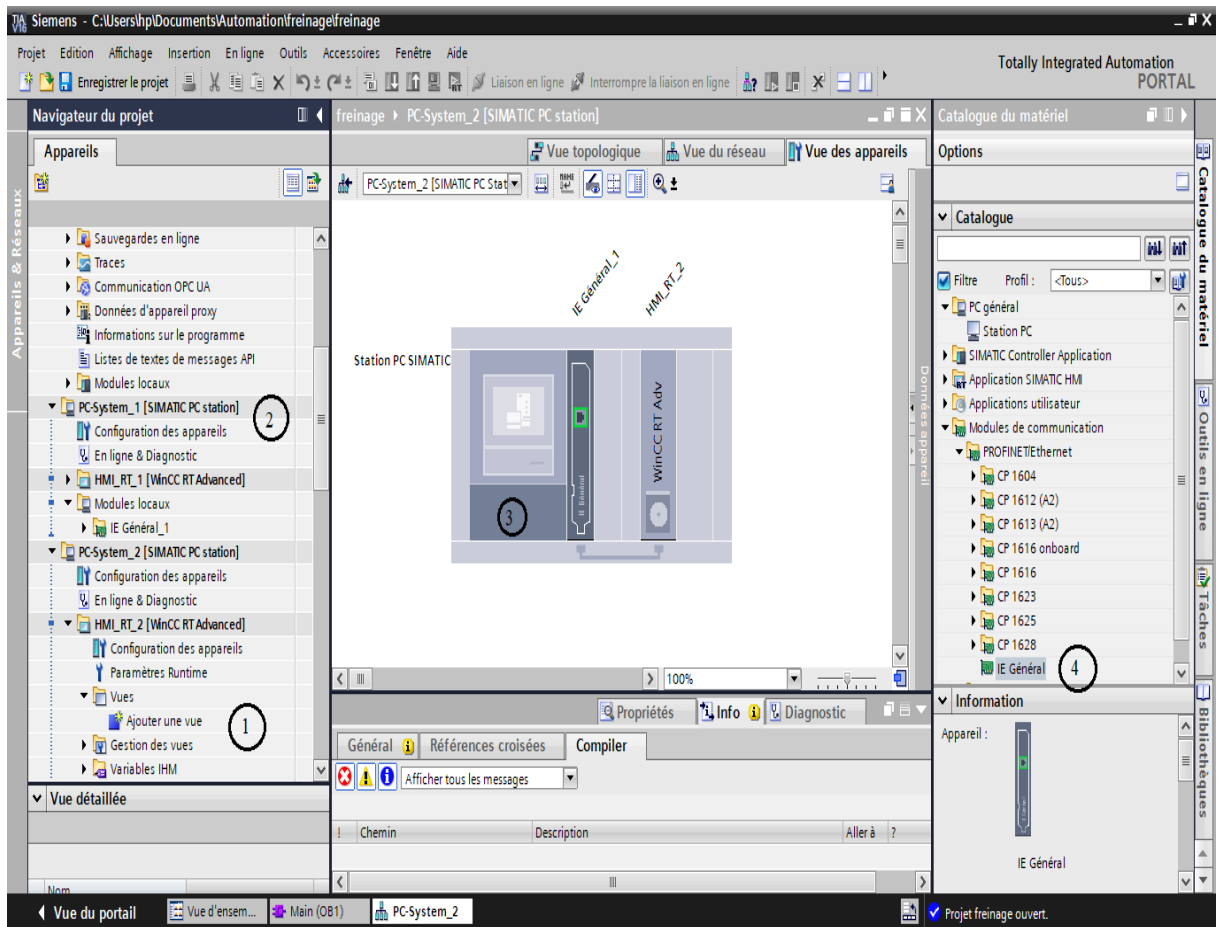 Siemens - C:\Users\hp\Documents\Automation\freinage\freinage
Projet Edition Affichage Insertion En ligne Outils Accessoires Fenêtre Aide
Totally Integrated Automation
PORTAL
Enregistrer le projet
Liaison en ligne
Interrompre la liaison en ligne
Navigateur du projet
Appareils
Appareils & Réseaux
Sauvegardes en ligne
Traces
Communication OPC UA
Données d'appareil proxy
Informations sur le programme
Listes de textes de messages API
Modules locaux
PC-System_1 [SIMATIC PC station]
2
Configuration des appareils
En ligne & Diagnostic
HMI_RT_1 [WinCC RT Advanced]
Modules locaux
IE Général_1
PC-System_2 [SIMATIC PC station]
Configuration des appareils
En ligne & Diagnostic
HMI_RT_2 [WinCC RT Advanced]
Configuration des appareils
Paramètres Runtime
Vues
Ajouter une vue
1
Gestion des vues
Variables IHM
Vue détaillée
Nom
freinage PC-System_2 [SIMATIC PC station]
Vue topologique
Vue du réseau
Vue des appareils
PC-System_2 [SIMATIC PC Stat
IE Général_1
HMI_RT_2
Station PC SIMATIC
IE Général
WinCC RT Adv
3
Données appareil
100%
Propriétés
Info
Diagnostic
Général
Références croisées
Compiler
Afficher tous les messages
! Chemin Description Aller à ?
Catalogue du matériel
Options
Catalogue
Filtre Profil : <Tous>
PC général
Station PC
SIMATIC Controller Application
Application SIMATIC HMI
Applications utilisateur
Modules de communication
PROFINET/Ethernet
CP 1604
CP 1612 (A2)
CP 1613 (A2)
CP 1616 onboard
CP 1616
CP 1623
CP 1625
CP 1628
IE Général
4
Information
Appareil :
IE Général
Catalogue du matériel
Outils en ligne
Tâches
Bibliothèques
Vue du portail
Vue d'ensem...
Main (OB1)
PC-System_2
Projet freinage ouvert.